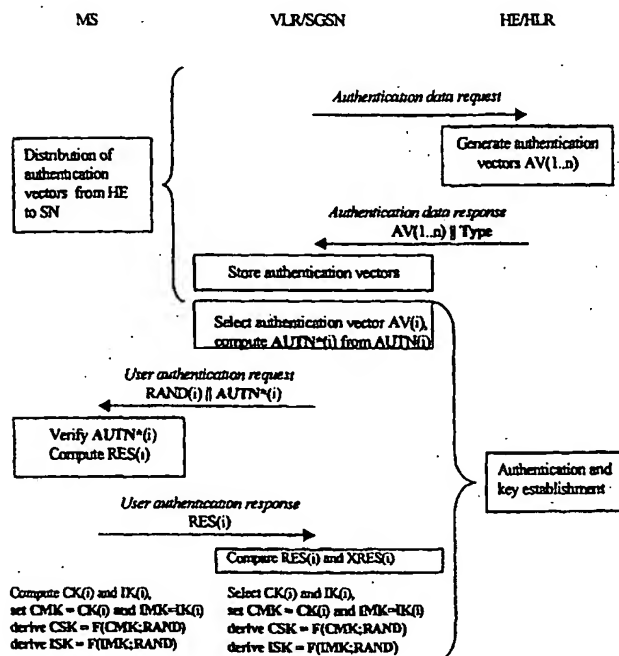 MS VLR/SGSN HE/HLR
Authentication data request
Distribution of
authentication
vectors from HE
to SN
Generate authentication
vectors AV(1..n)
Authentication data response
AV(1..n) || Type
Store authentication vectors
Select authentication vector AV(i),
compute AUTN*(i) from AUTN(i)
User authentication request
RAND(i) || AUTN*(i)
Verify AUTN*(i)
Compute RES(i)
Authentication and
key establishment
User authentication response
RES(i)
Compare RES(i) and XRES(i)
Compute CK(i) and IK(i),
set CMK = CK(i) and IMK=IK(i)
derive CSK = F(CMK;RAND)
derive ISK = F(IMK;RAND)
Select CK(i) and IK(i),
set CMK = CK(i) and IMK=IK(i)
derive CSK = F(CMK;RAND)
derive ISK = F(IMK;RAND)